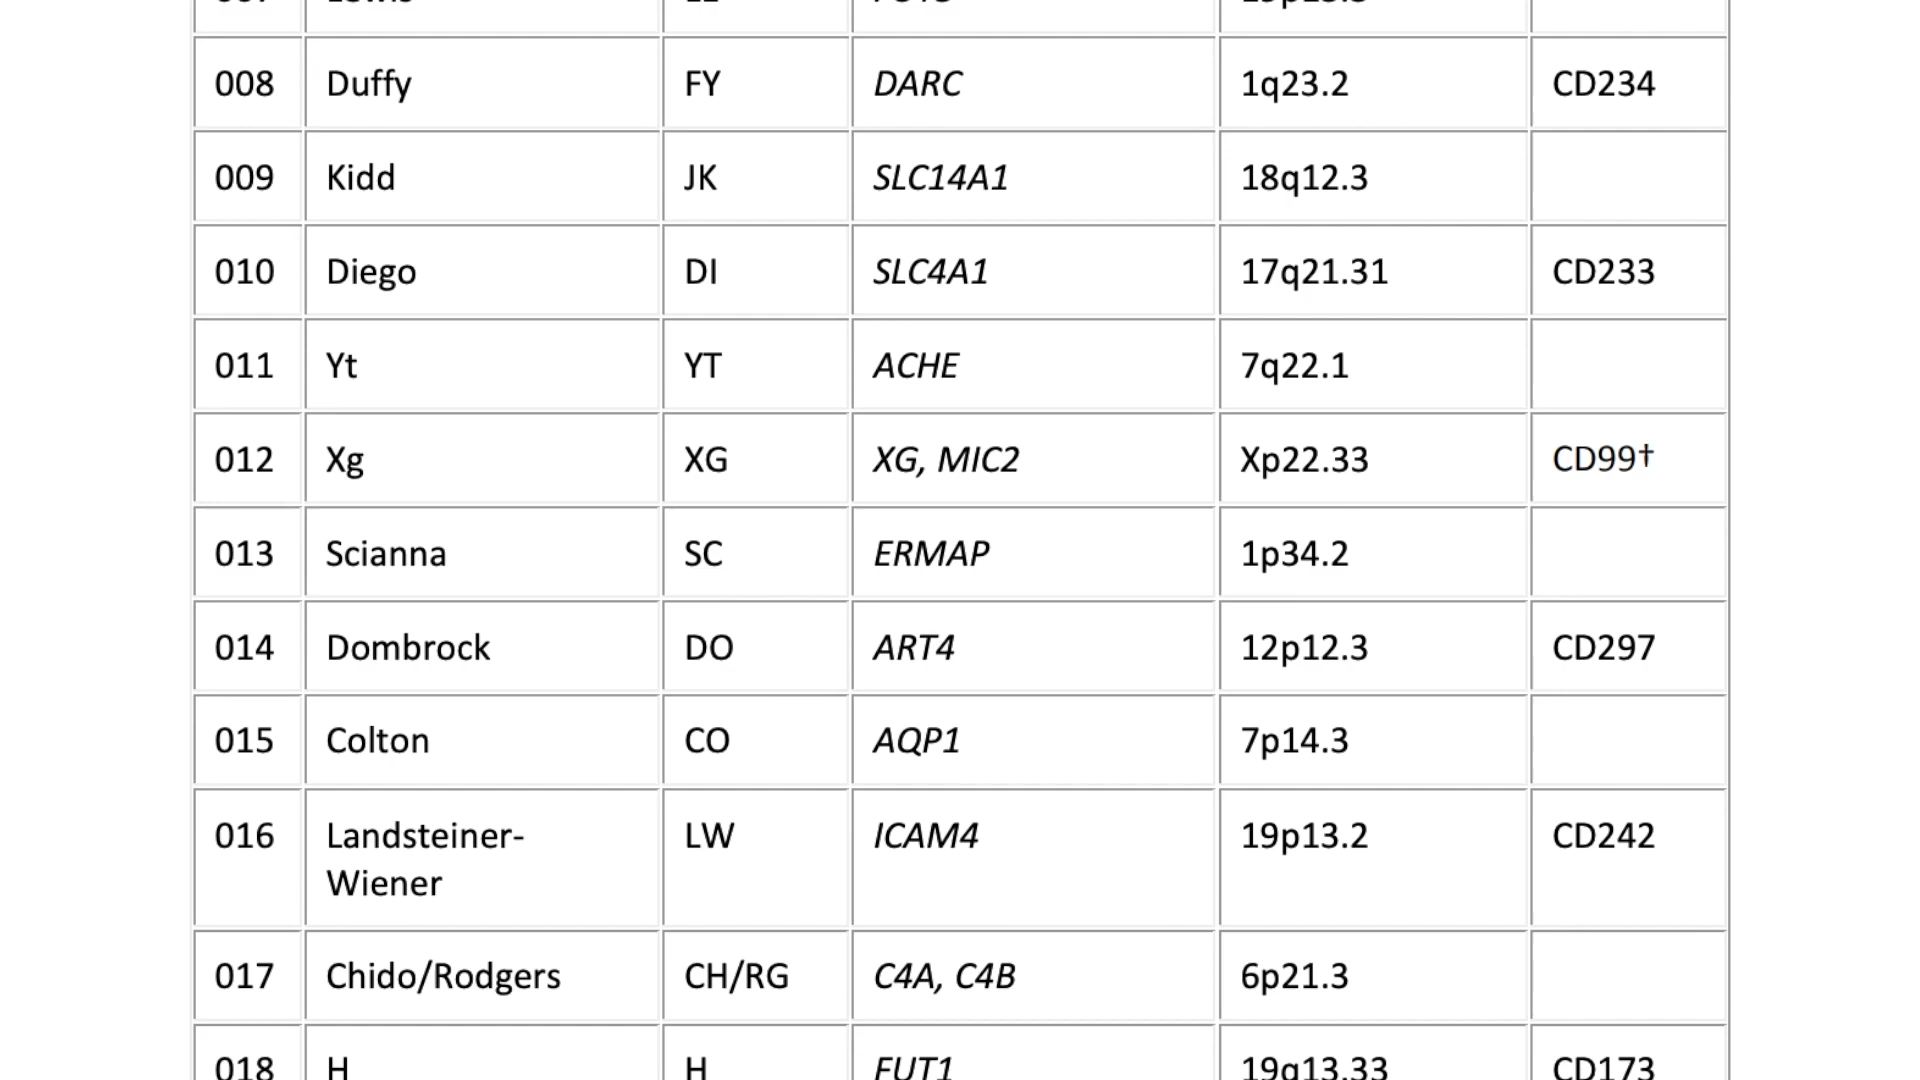 008 Duffy FY DARC 1q23.2 CD234
009 Kidd JK SLC14A1 18q12.3
010 Diego DI SLC4A1 17q21.31 CD233
011 Yt YT ACHE 7q22.1
012 Xg XG XG, MIC2 Xp22.33 CD99†
013 Scianna SC ERMAP 1p34.2
014 Dombrock DO ART4 12p12.3 CD297
015 Colton CO AQP1 7p14.3
016 Landsteiner- LW ICAM4 19p13.2 CD242
Wiener
017 Chido/Rodgers CH/RG C4A, C4B 6p21.3
018 H H FUT1 19q13.33 CD173